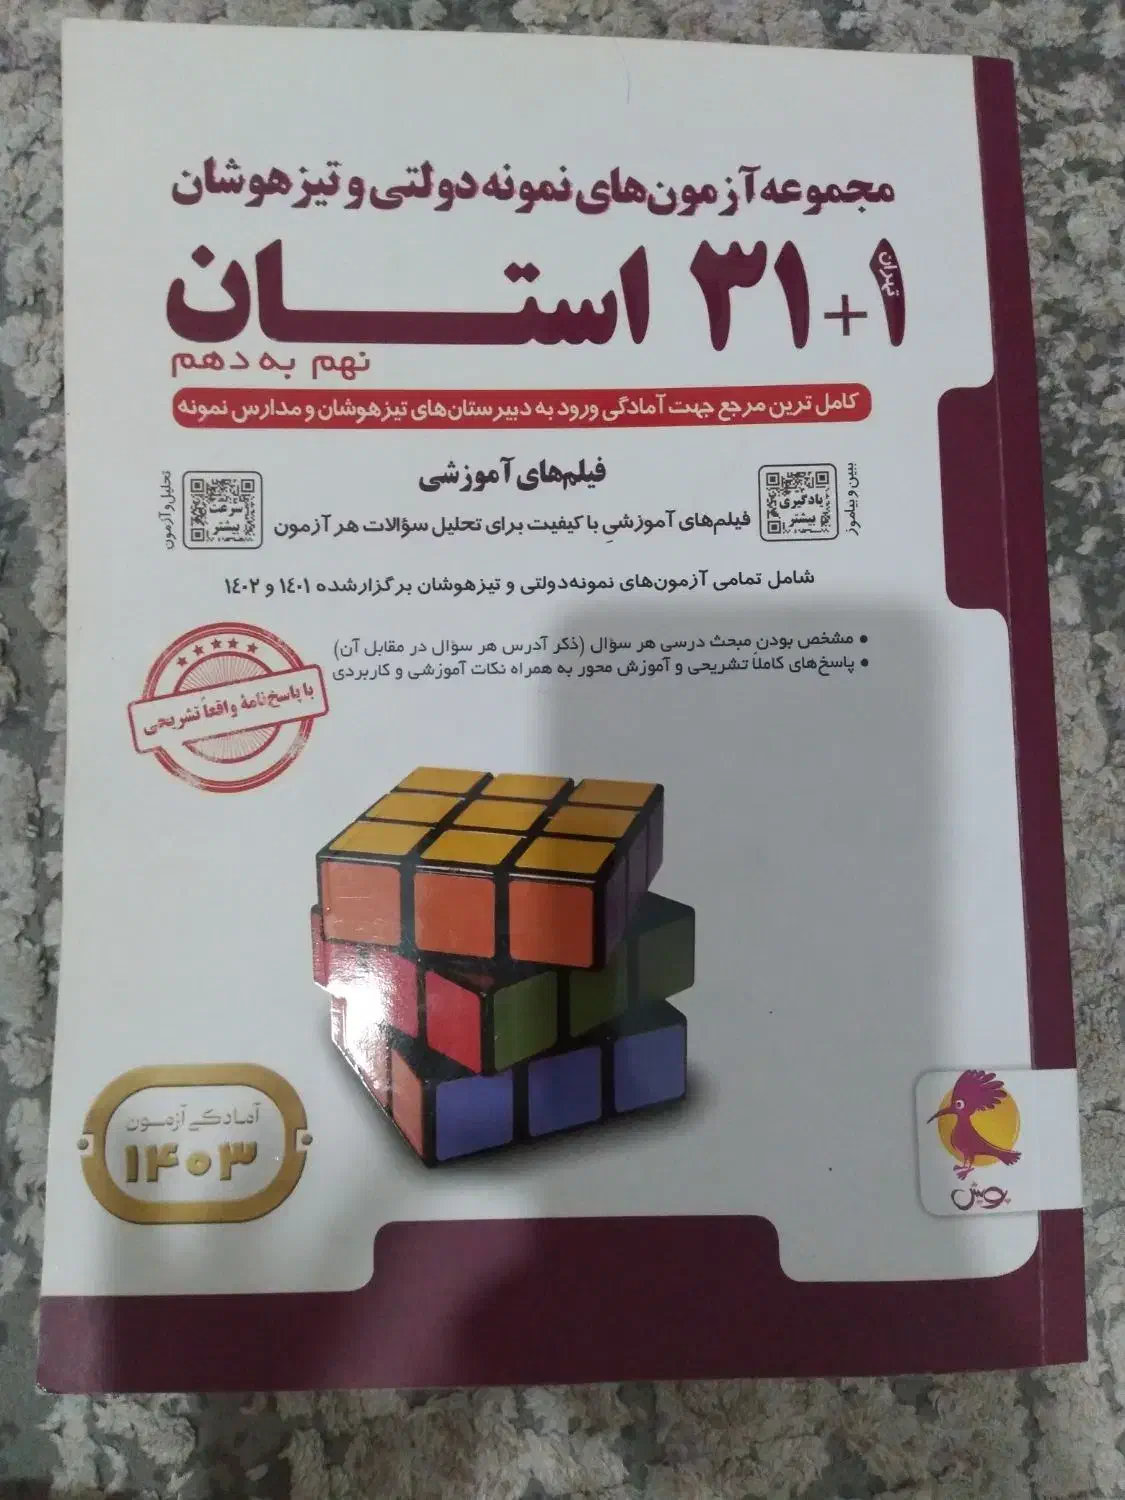 مجموعه آزمون‌های نمونه دولتی و تیزهوشان
۳۱+۱ استان
تهران
نهم به دهم
کامل ترین مرجع جهت آمادگی ورود به دبیرستان‌های تیزهوشان و مدارس نمونه
فیلم‌های آموزشی
فیلم‌های آموزشیِ با کیفیت برای تحلیل سؤالات هر آزمون
ببین و بیاموز
یادگیری بیشتر
تحلیل و آزمون
سرعت بیشتر
شامل تمامی آزمون‌های نمونه‌دولتی و تیزهوشان برگزارشده ۱۴۰۱ و ۱۴۰۲
• مشخص بودن مبحث درسی هر سؤال (ذکر آدرس هر سؤال در مقابل آن)
• پاسخ‌های کاملاً تشریحی و آموزش محور به همراه نکات آموزشی و کاربردی
با پاسخ‌نامهٔ واقعاً تشریحی
آمادگی آزمون
۱۴۰۳
پویش